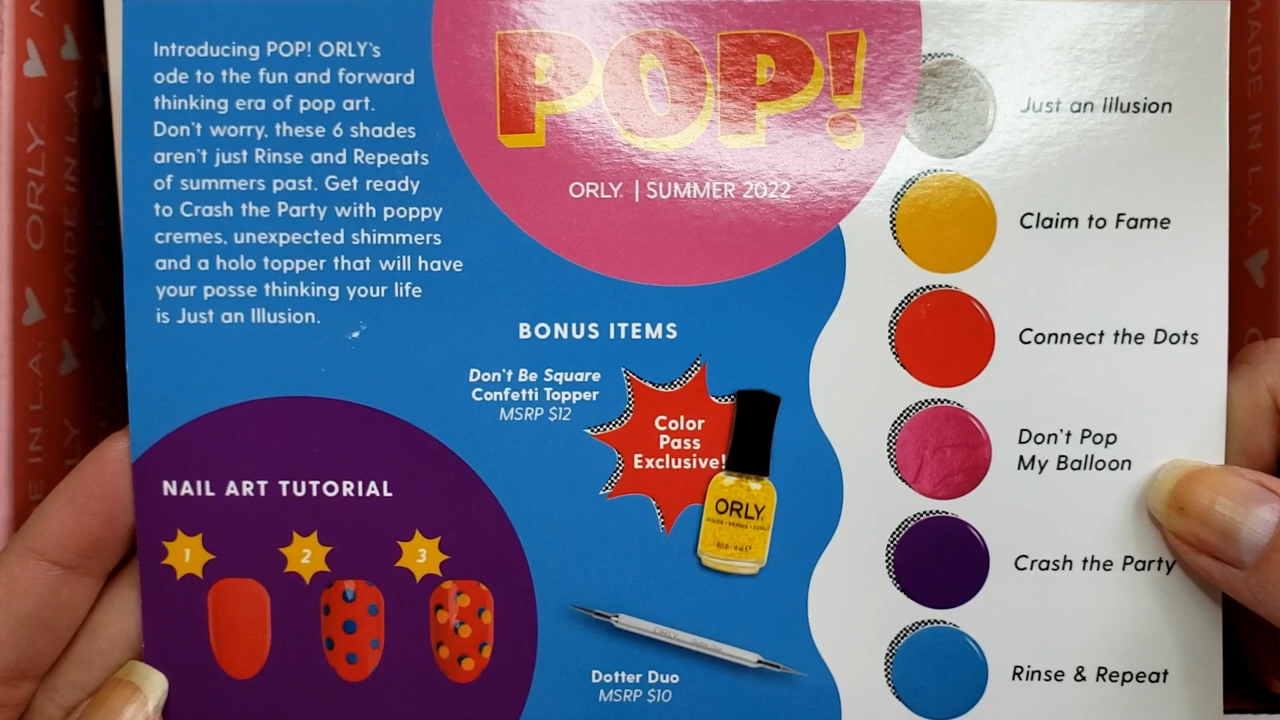 Introducing POP! ORLY's
ode to the fun and forward
thinking era of pop art.
Don't worry, these 6 shades
aren't just Rinse and Repeats
of summers past. Get ready
to Crash the Party with poppy
cremes, unexpected shimmers
and a holo topper that will have
your posse thinking your life
is Just an Illusion.
POP!
ORLY | SUMMER 2022
BONUS ITEMS
Don't Be Square
Confetti Topper
MSRP $12
Color
Pass
Exclusive!
ORLY
Dotter Duo
MSRP $10
NAIL ART TUTORIAL
1 2 3
Just an Illusion
Claim to Fame
Connect the Dots
Don't Pop
My Balloon
Crash the Party
Rinse & Repeat
ORLY
MADE IN L.A.